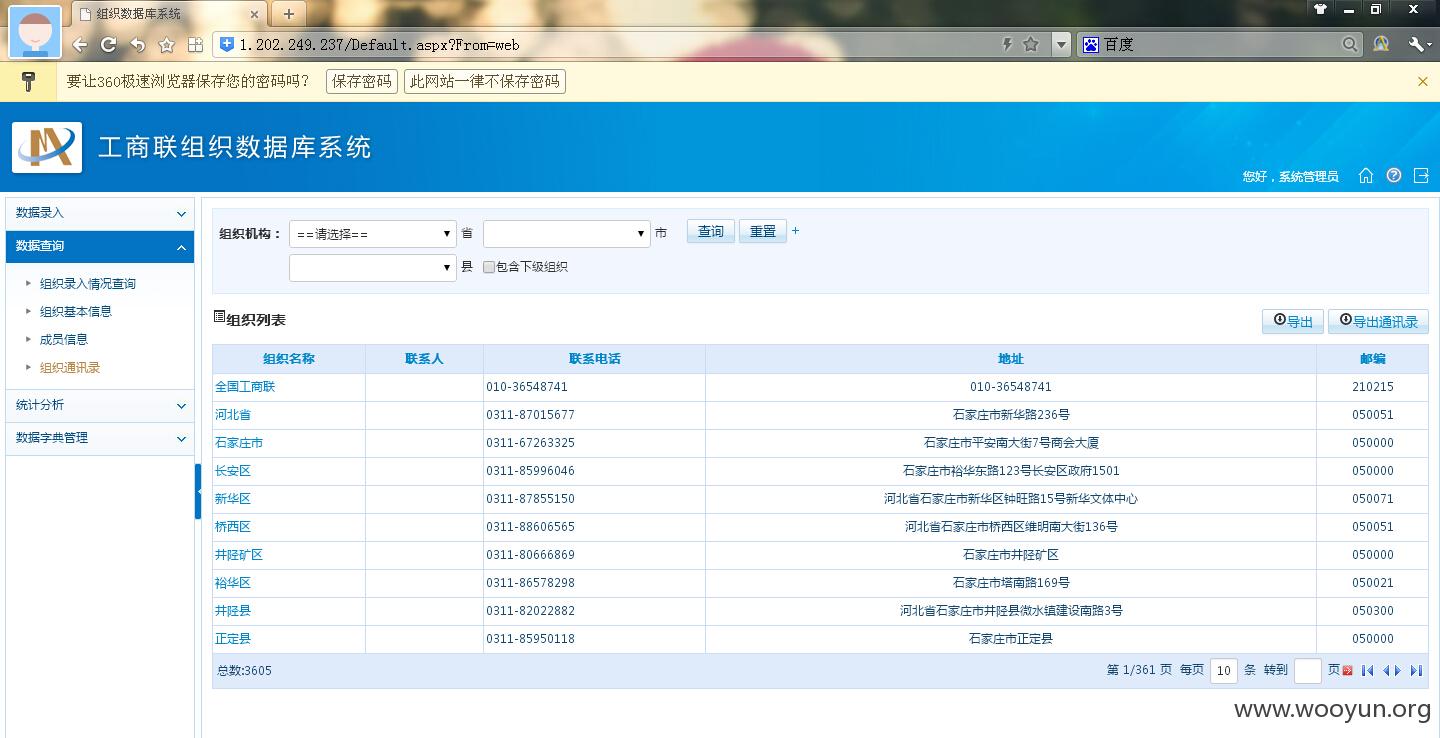 组织数据库系统
1.202.249.237/Default.aspx?From=web
百度
要让360极速浏览器保存您的密码吗? 保存密码 此网站一律不保存密码
工商联组织数据库系统
您好，系统管理员
数据录入
数据查询
组织录入情况查询
组织基本信息
成员信息
组织通讯录
统计分析
数据字典管理
组织机构： ==请选择== 省 市 查询 重置 +
县 包含下级组织
组织列表 导出 导出通讯录
组织名称 联系人 联系电话 地址 邮编
全国工商联 010-36548741 010-36548741 210215
河北省 0311-87015677 石家庄市新华路236号 050051
石家庄市 0311-67263325 石家庄市平安南大街7号商会大厦 050000
长安区 0311-85996046 石家庄市裕华东路123号长安区政府1501 050000
新华区 0311-87855150 河北省石家庄市新华区钟旺路15号新华文体中心 050071
桥西区 0311-88606565 河北省石家庄市桥西区维明南大街136号 050051
井陉矿区 0311-80666869 石家庄市井陉矿区 050000
裕华区 0311-86578298 石家庄市塔南路169号 050021
井陉县 0311-82022882 河北省石家庄市井陉县微水镇建设南路3号 050300
正定县 0311-85950118 石家庄市正定县 050000
总数:3605 第 1/361 页 每页 10 条 转到 页
www.wooyun.org